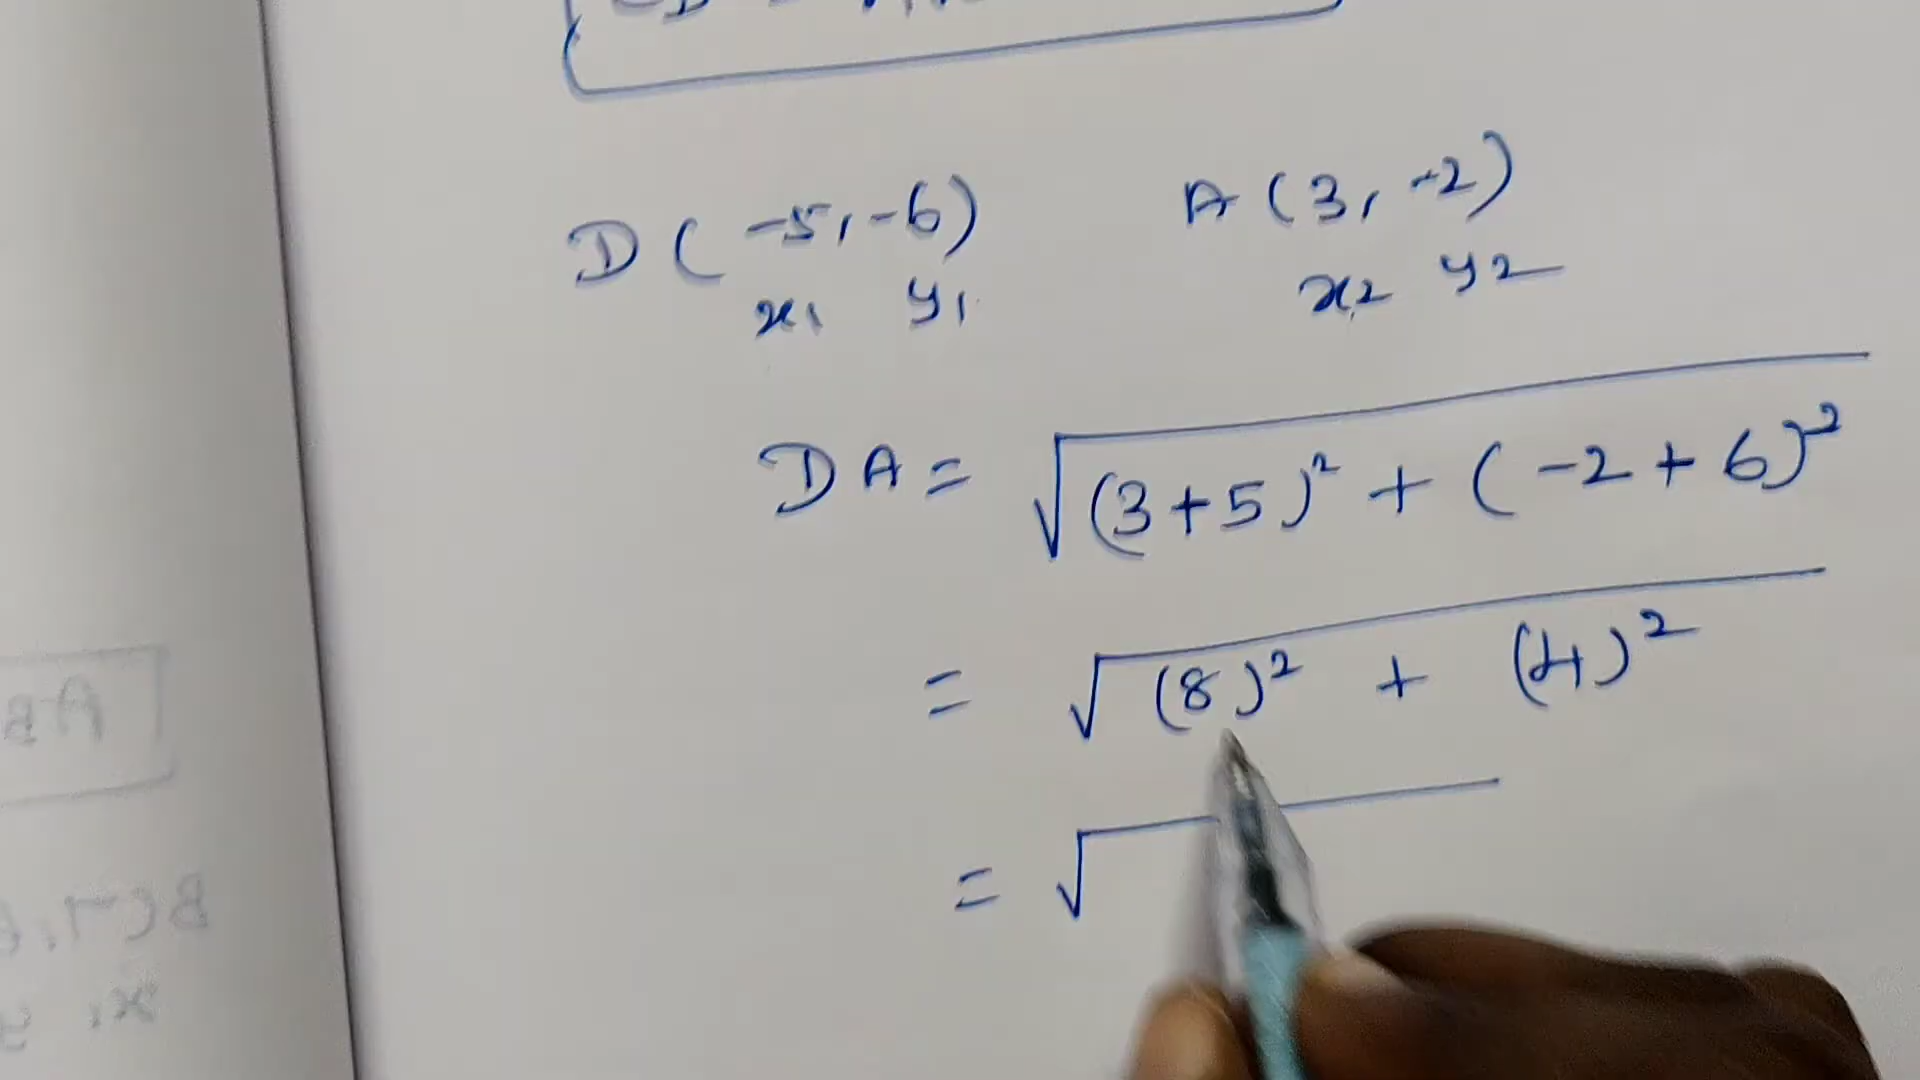 D(-5,-6) A(3,-2)
x₁ y₁ x₂ y₂
DA = √(3+5)² + (-2+6)²
= √(8)² + (4)²
= √